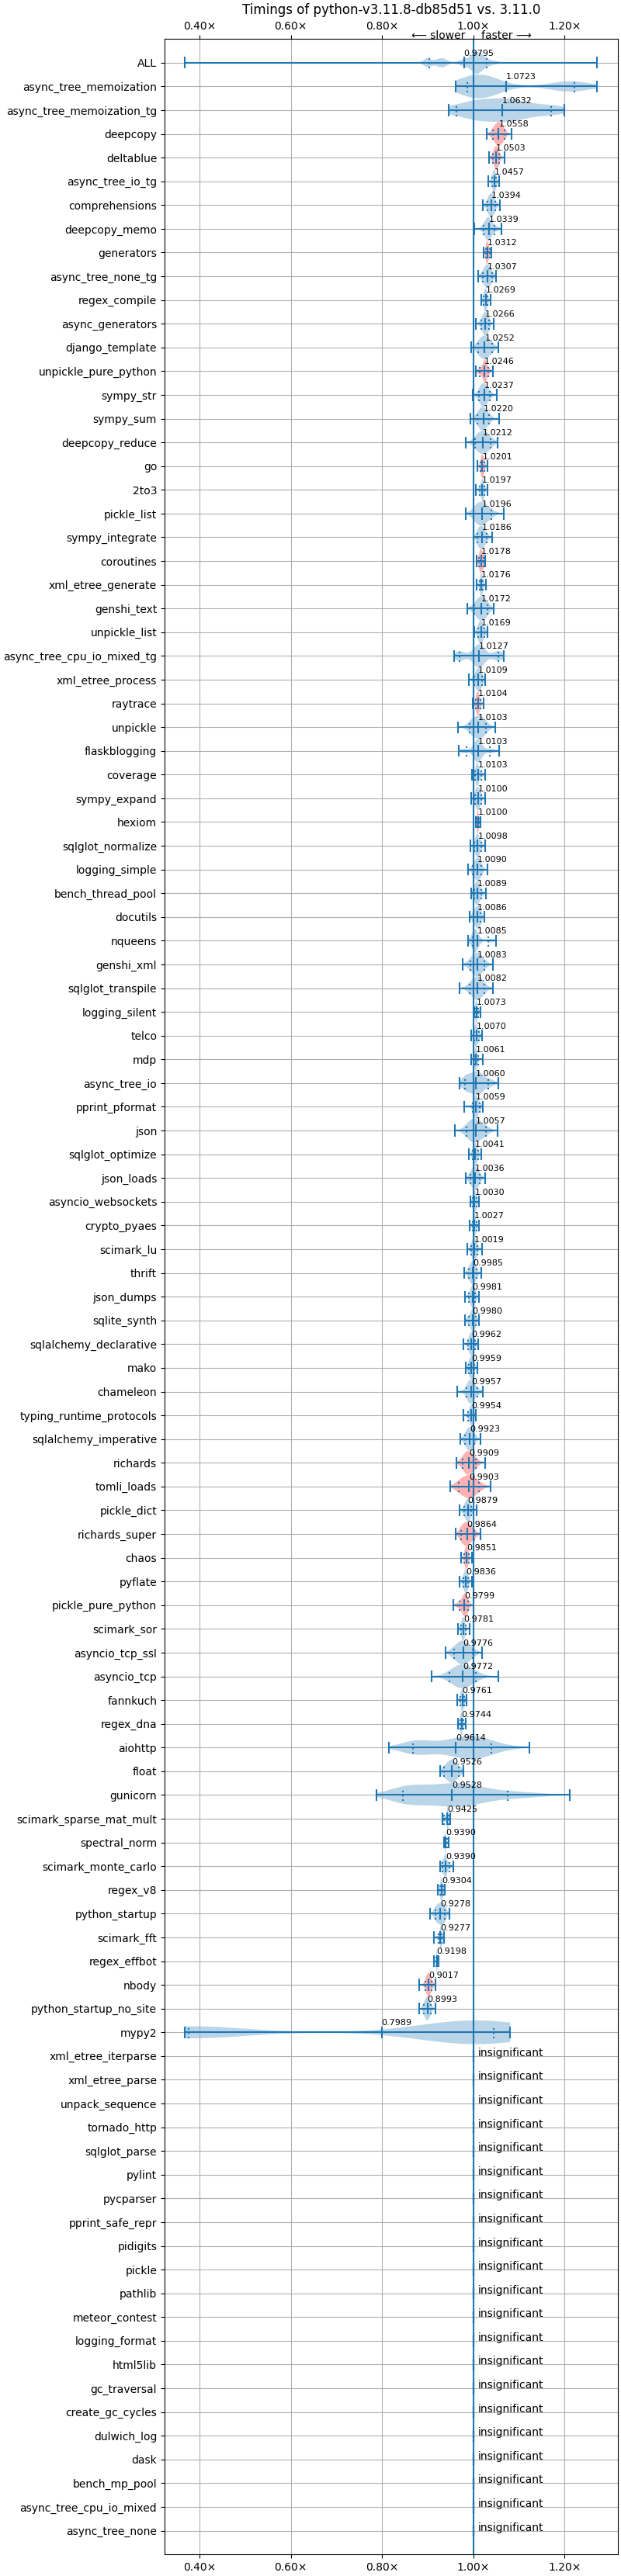 Timings of python-v3.11.8-db85d51 vs. 3.11.0
0.40× 0.60× 0.80× 1.00× 1.20×
⟵ slower faster ⟶
ALL 0.9795
async_tree_memoization 1.0723
async_tree_memoization_tg 1.0632
deepcopy 1.0558
deltablue 1.0503
async_tree_io_tg 1.0457
comprehensions 1.0394
deepcopy_memo 1.0339
generators 1.0312
async_tree_none_tg 1.0307
regex_compile 1.0269
async_generators 1.0266
django_template 1.0252
unpickle_pure_python 1.0246
sympy_str 1.0237
sympy_sum 1.0220
deepcopy_reduce 1.0212
go 1.0201
2to3 1.0197
pickle_list 1.0196
sympy_integrate 1.0186
coroutines 1.0178
xml_etree_generate 1.0176
genshi_text 1.0172
unpickle_list 1.0169
async_tree_cpu_io_mixed_tg 1.0127
xml_etree_process 1.0109
raytrace 1.0104
unpickle 1.0103
flaskblogging 1.0103
coverage 1.0103
sympy_expand 1.0100
hexiom 1.0100
sqlglot_normalize 1.0098
logging_simple 1.0090
bench_thread_pool 1.0089
docutils 1.0086
nqueens 1.0085
genshi_xml 1.0083
sqlglot_transpile 1.0082
logging_silent 1.0073
telco 1.0070
mdp 1.0061
async_tree_io 1.0060
pprint_pformat 1.0059
json 1.0057
sqlglot_optimize 1.0041
json_loads 1.0036
asyncio_websockets 1.0030
crypto_pyaes 1.0027
scimark_lu 1.0019
thrift 0.9985
json_dumps 0.9981
sqlite_synth 0.9980
sqlalchemy_declarative 0.9962
mako 0.9959
chameleon 0.9957
typing_runtime_protocols 0.9954
sqlalchemy_imperative 0.9923
richards 0.9909
tomli_loads 0.9903
pickle_dict 0.9879
richards_super 0.9864
chaos 0.9851
pyflate 0.9836
pickle_pure_python 0.9799
scimark_sor 0.9781
asyncio_tcp_ssl 0.9776
asyncio_tcp 0.9772
fannkuch 0.9761
regex_dna 0.9744
aiohttp 0.9614
float 0.9526
gunicorn 0.9528
scimark_sparse_mat_mult 0.9425
spectral_norm 0.9390
scimark_monte_carlo 0.9390
regex_v8 0.9304
python_startup 0.9278
scimark_fft 0.9277
regex_effbot 0.9198
nbody 0.9017
python_startup_no_site 0.8993
mypy2 0.7989
xml_etree_iterparse insignificant
xml_etree_parse insignificant
unpack_sequence insignificant
tornado_http insignificant
sqlglot_parse insignificant
pylint insignificant
pycparser insignificant
pprint_safe_repr insignificant
pidigits insignificant
pickle insignificant
pathlib insignificant
meteor_contest insignificant
logging_format insignificant
html5lib insignificant
gc_traversal insignificant
create_gc_cycles insignificant
dulwich_log insignificant
dask insignificant
bench_mp_pool insignificant
async_tree_cpu_io_mixed insignificant
async_tree_none insignificant
0.40× 0.60× 0.80× 1.00× 1.20×